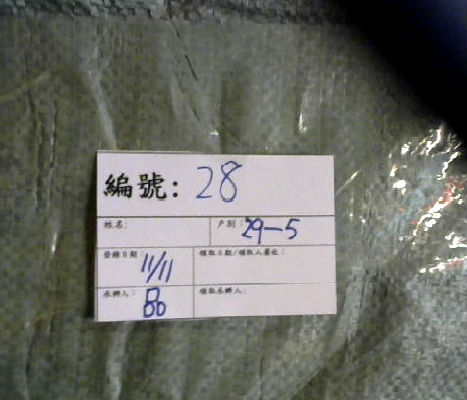 編號: 28
姓名: 戶別: 29-5
登錄日期 11/11 領取日期/領取人簽收:
承辦人: Bb 領取承辦人: